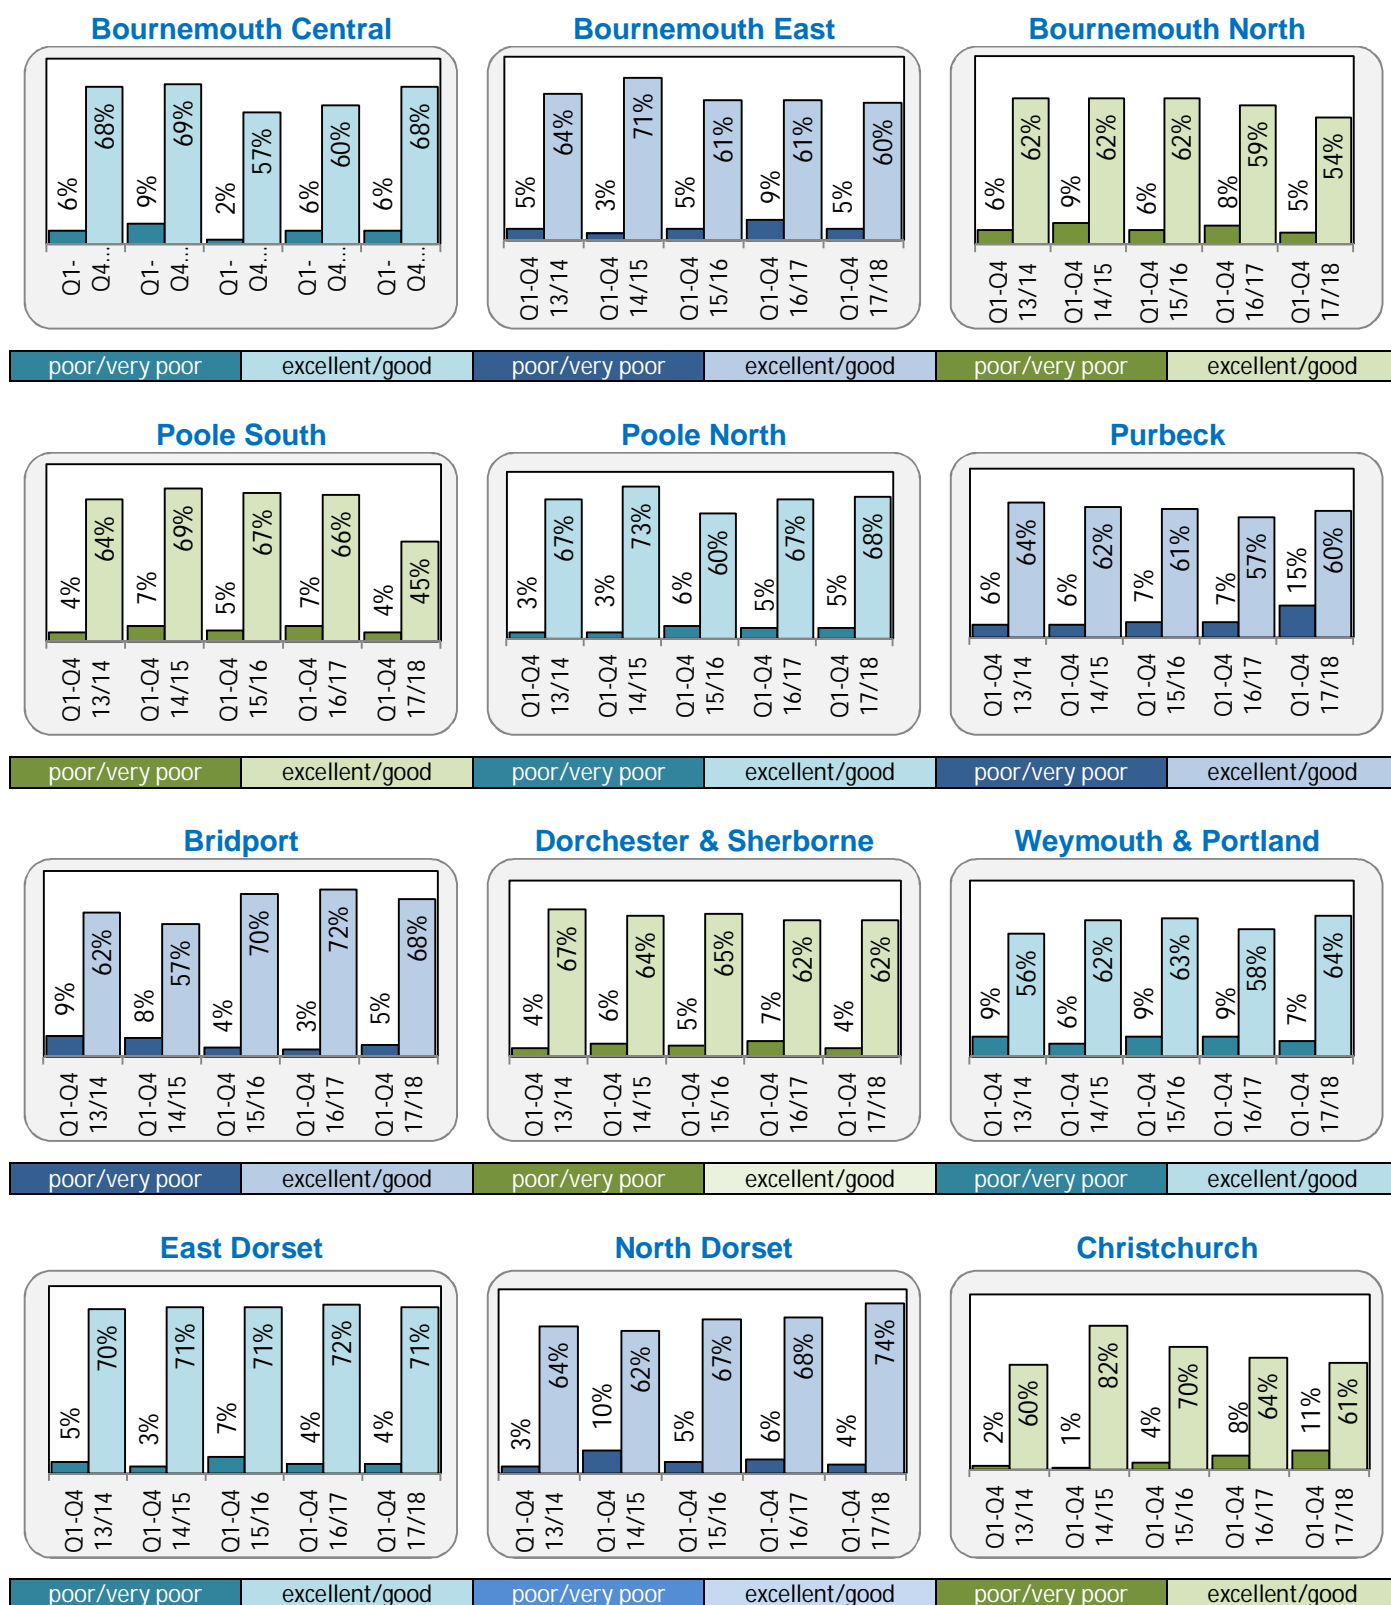 Bournemouth Central
6%
68%
9%
69%
2%
57%
6%
60%
6%
68%
Q1-
Q4...
Q1-
Q4...
Q1-
Q4...
Q1-
Q4...
Q1-
Q4...
Bournemouth East
5%
64%
3%
71%
5%
61%
9%
61%
5%
60%
Q1-Q4
13/14
Q1-Q4
14/15
Q1-Q4
15/16
Q1-Q4
16/17
Q1-Q4
17/18
Bournemouth North
6%
62%
9%
62%
6%
62%
8%
59%
5%
54%
Q1-Q4
13/14
Q1-Q4
14/15
Q1-Q4
15/16
Q1-Q4
16/17
Q1-Q4
17/18
poor/very poor excellent/good poor/very poor excellent/good poor/very poor excellent/good
Poole South
4%
64%
7%
69%
5%
67%
7%
66%
4%
45%
Q1-Q4
13/14
Q1-Q4
14/15
Q1-Q4
15/16
Q1-Q4
16/17
Q1-Q4
17/18
Poole North
3%
67%
3%
73%
6%
60%
5%
67%
5%
68%
Q1-Q4
13/14
Q1-Q4
14/15
Q1-Q4
15/16
Q1-Q4
16/17
Q1-Q4
17/18
Purbeck
6%
64%
6%
62%
7%
61%
7%
57%
15%
60%
Q1-Q4
13/14
Q1-Q4
14/15
Q1-Q4
15/16
Q1-Q4
16/17
Q1-Q4
17/18
poor/very poor excellent/good poor/very poor excellent/good poor/very poor excellent/good
Bridport
9%
62%
8%
57%
4%
70%
3%
72%
5%
68%
Q1-Q4
13/14
Q1-Q4
14/15
Q1-Q4
15/16
Q1-Q4
16/17
Q1-Q4
17/18
Dorchester & Sherborne
4%
67%
6%
64%
5%
65%
7%
62%
4%
62%
Q1-Q4
13/14
Q1-Q4
14/15
Q1-Q4
15/16
Q1-Q4
16/17
Q1-Q4
17/18
Weymouth & Portland
9%
56%
6%
62%
9%
63%
9%
58%
7%
64%
Q1-Q4
13/14
Q1-Q4
14/15
Q1-Q4
15/16
Q1-Q4
16/17
Q1-Q4
17/18
poor/very poor excellent/good poor/very poor excellent/good poor/very poor excellent/good
East Dorset
5%
70%
3%
71%
7%
71%
4%
72%
4%
71%
Q1-Q4
13/14
Q1-Q4
14/15
Q1-Q4
15/16
Q1-Q4
16/17
Q1-Q4
17/18
North Dorset
3%
64%
10%
62%
5%
67%
6%
68%
4%
74%
Q1-Q4
13/14
Q1-Q4
14/15
Q1-Q4
15/16
Q1-Q4
16/17
Q1-Q4
17/18
Christchurch
2%
60%
1%
82%
4%
70%
8%
64%
11%
61%
Q1-Q4
13/14
Q1-Q4
14/15
Q1-Q4
15/16
Q1-Q4
16/17
Q1-Q4
17/18
poor/very poor excellent/good poor/very poor excellent/good poor/very poor excellent/good